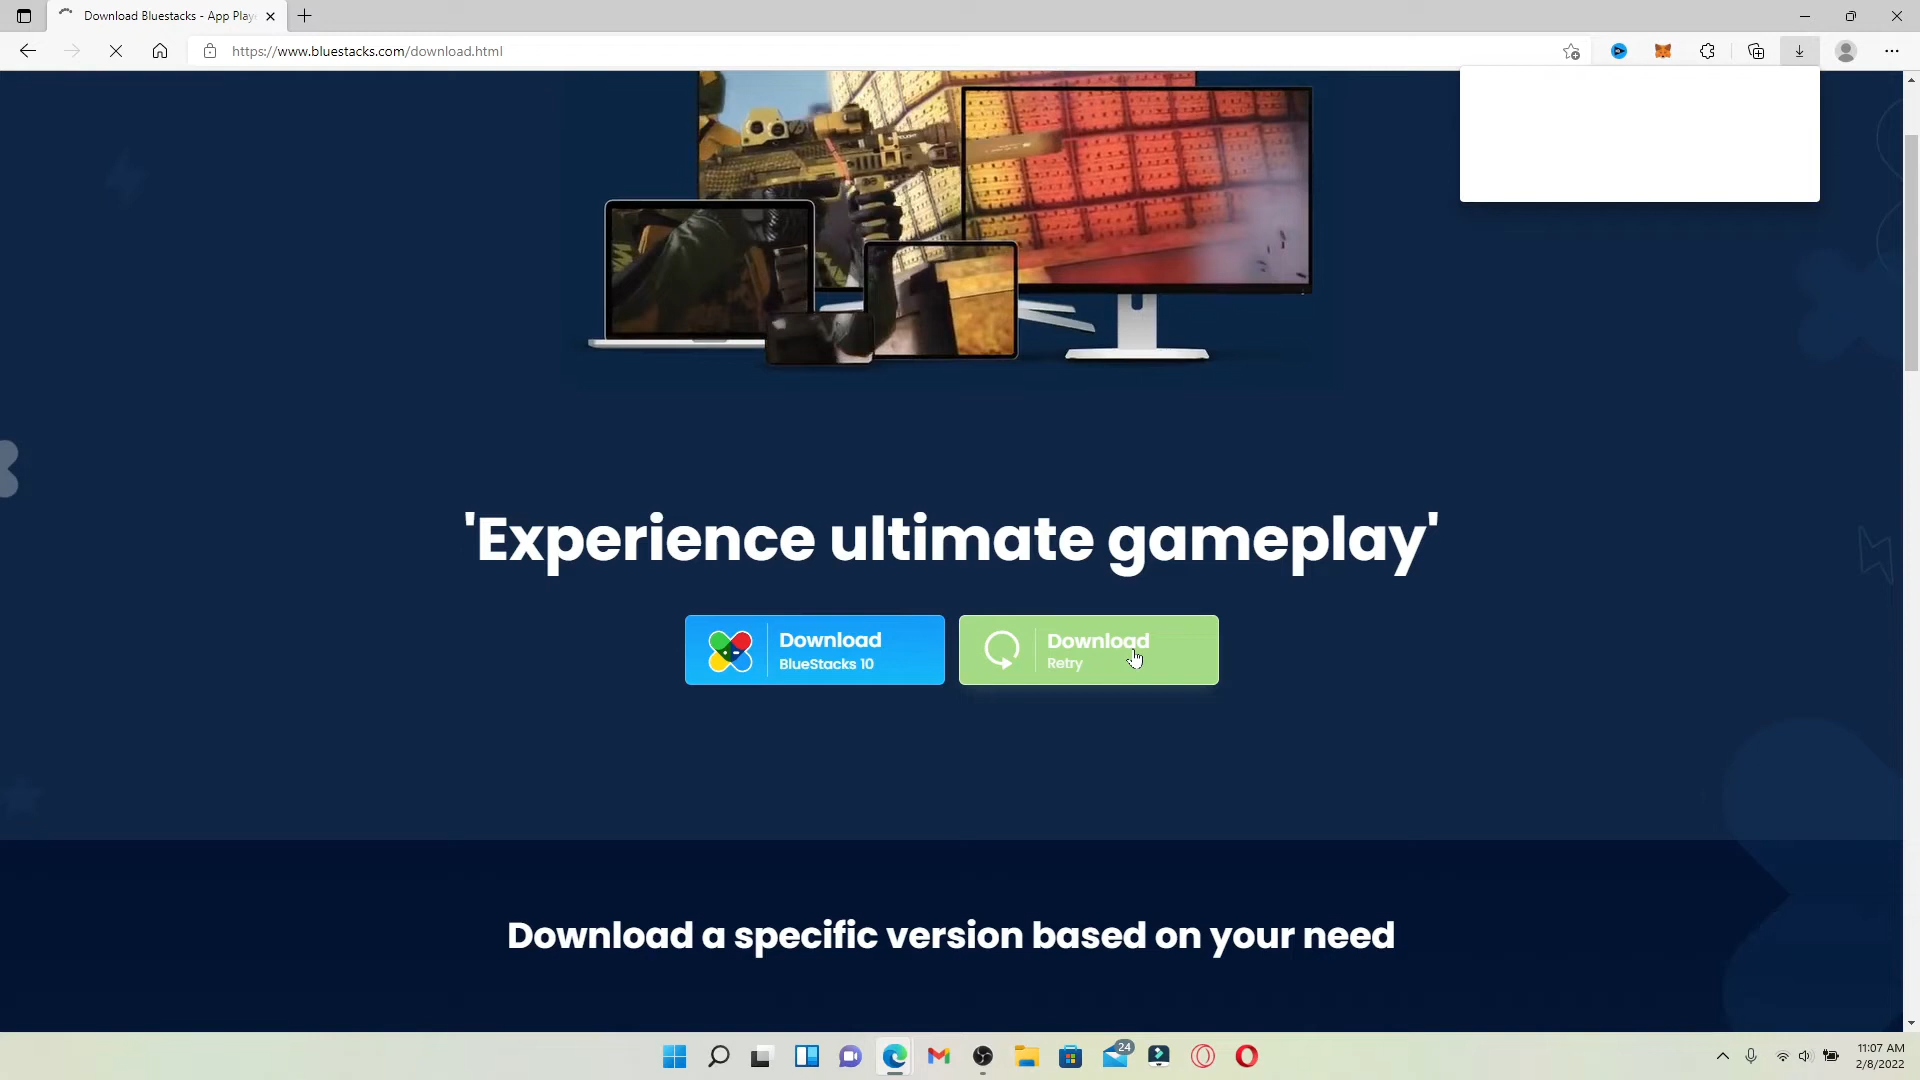 Download Bluestacks - App Playe
https://www.bluestacks.com/download.html
'Experience ultimate gameplay'
Download
BlueStacks 10
Download
Retry
Download a specific version based on your need
24
11:07 AM
2/8/2022